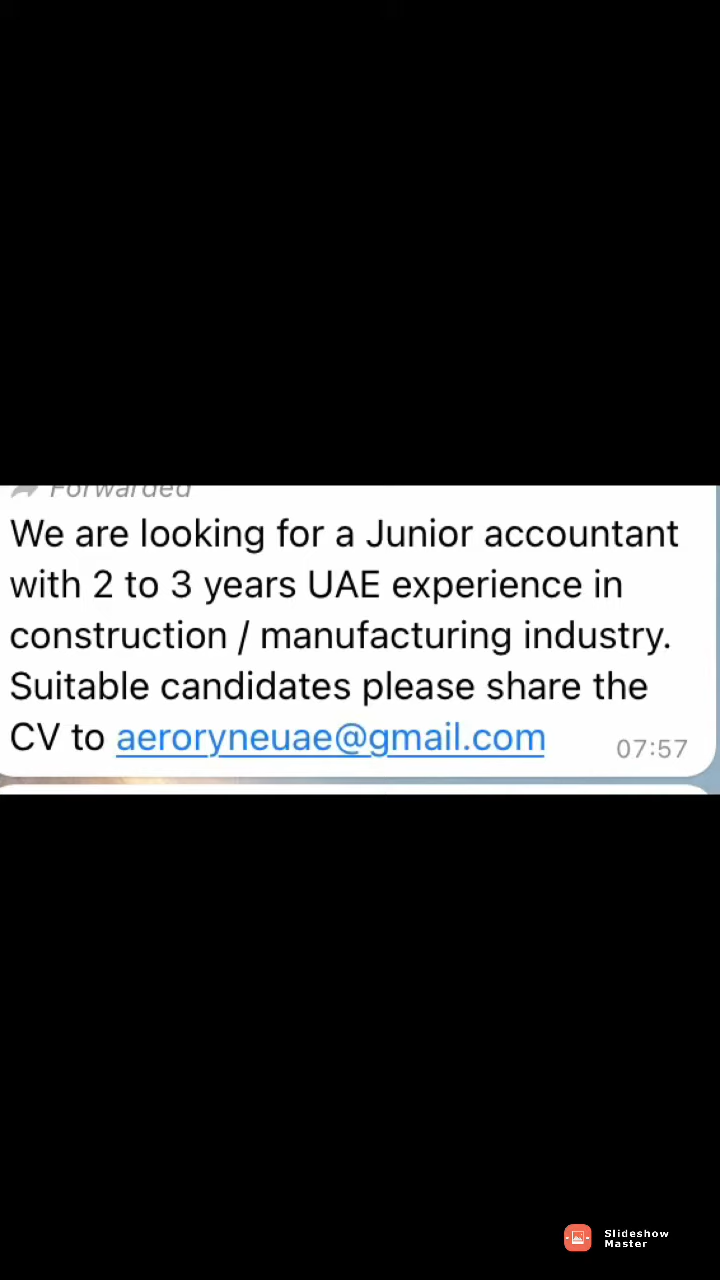 Forwarded
We are looking for a Junior accountant
with 2 to 3 years UAE experience in
construction / manufacturing industry.
Suitable candidates please share the
CV to aeroryneuae@gmail.com 07:57
Slideshow
Master